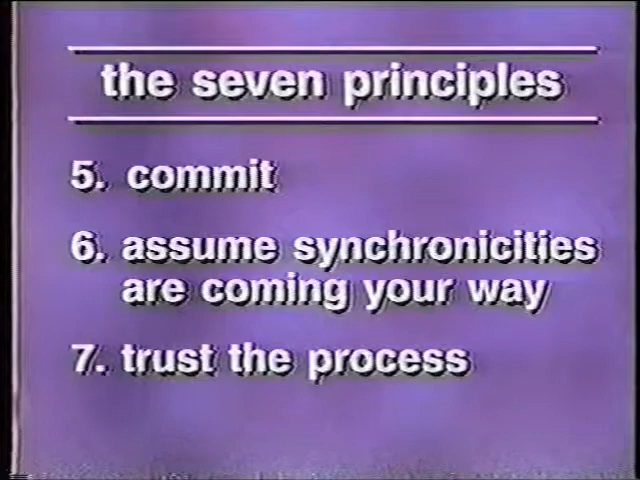 the seven principles
5. commit
6. assume synchronicities
are coming your way
7. trust the process